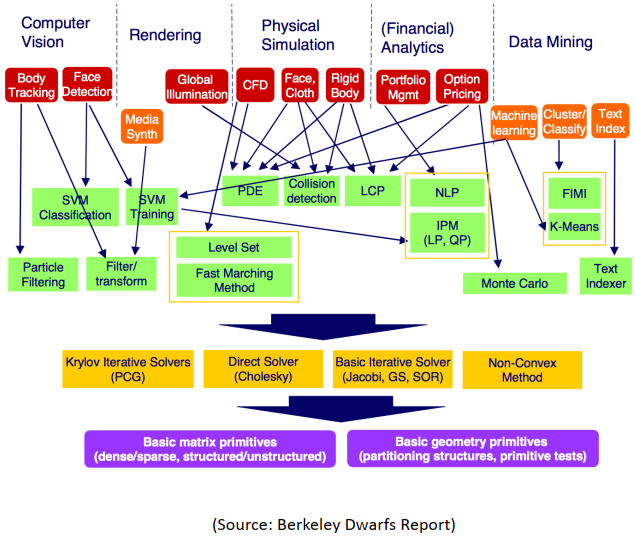 Computer
Vision
Rendering
Physical
Simulation
(Financial)
Analytics
Data Mining
Body
Tracking
Face
Detection
Media
Synth
Global
Illumination
CFD
Face,
Cloth
Rigid
Body
Portfolio
Mgmt
Option
Pricing
Machine
learning
Cluster/
Classify
Text
Index
SVM
Classification
SVM
Training
PDE
Collision
detection
LCP
NLP
IPM
(LP, QP)
FIMI
K-Means
Level Set
Fast Marching
Method
Particle
Filtering
Filter/
transform
Monte Carlo
Text
Indexer
Krylov Iterative Solvers
(PCG)
Direct Solver
(Cholesky)
Basic Iterative Solver
(Jacobi, GS, SOR)
Non-Convex
Method
Basic matrix primitives
(dense/sparse, structured/unstructured)
Basic geometry primitives
(partitioning structures, primitive tests)
(Source: Berkeley Dwarfs Report)